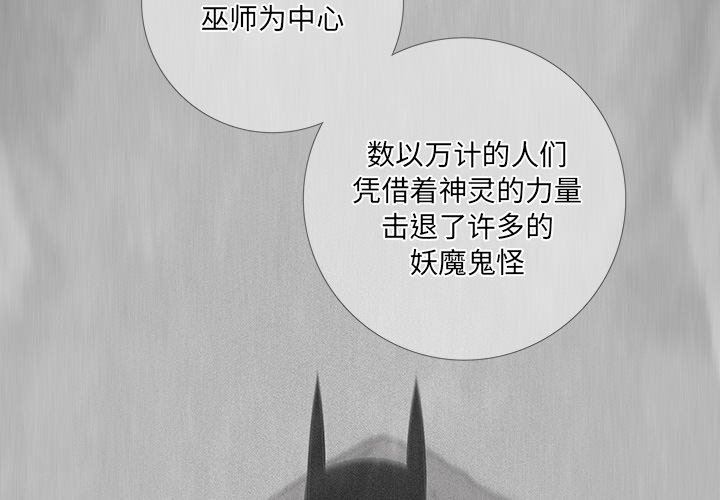 巫师为中心
数以万计的人们
凭借着神灵的力量
击退了许多的
妖魔鬼怪